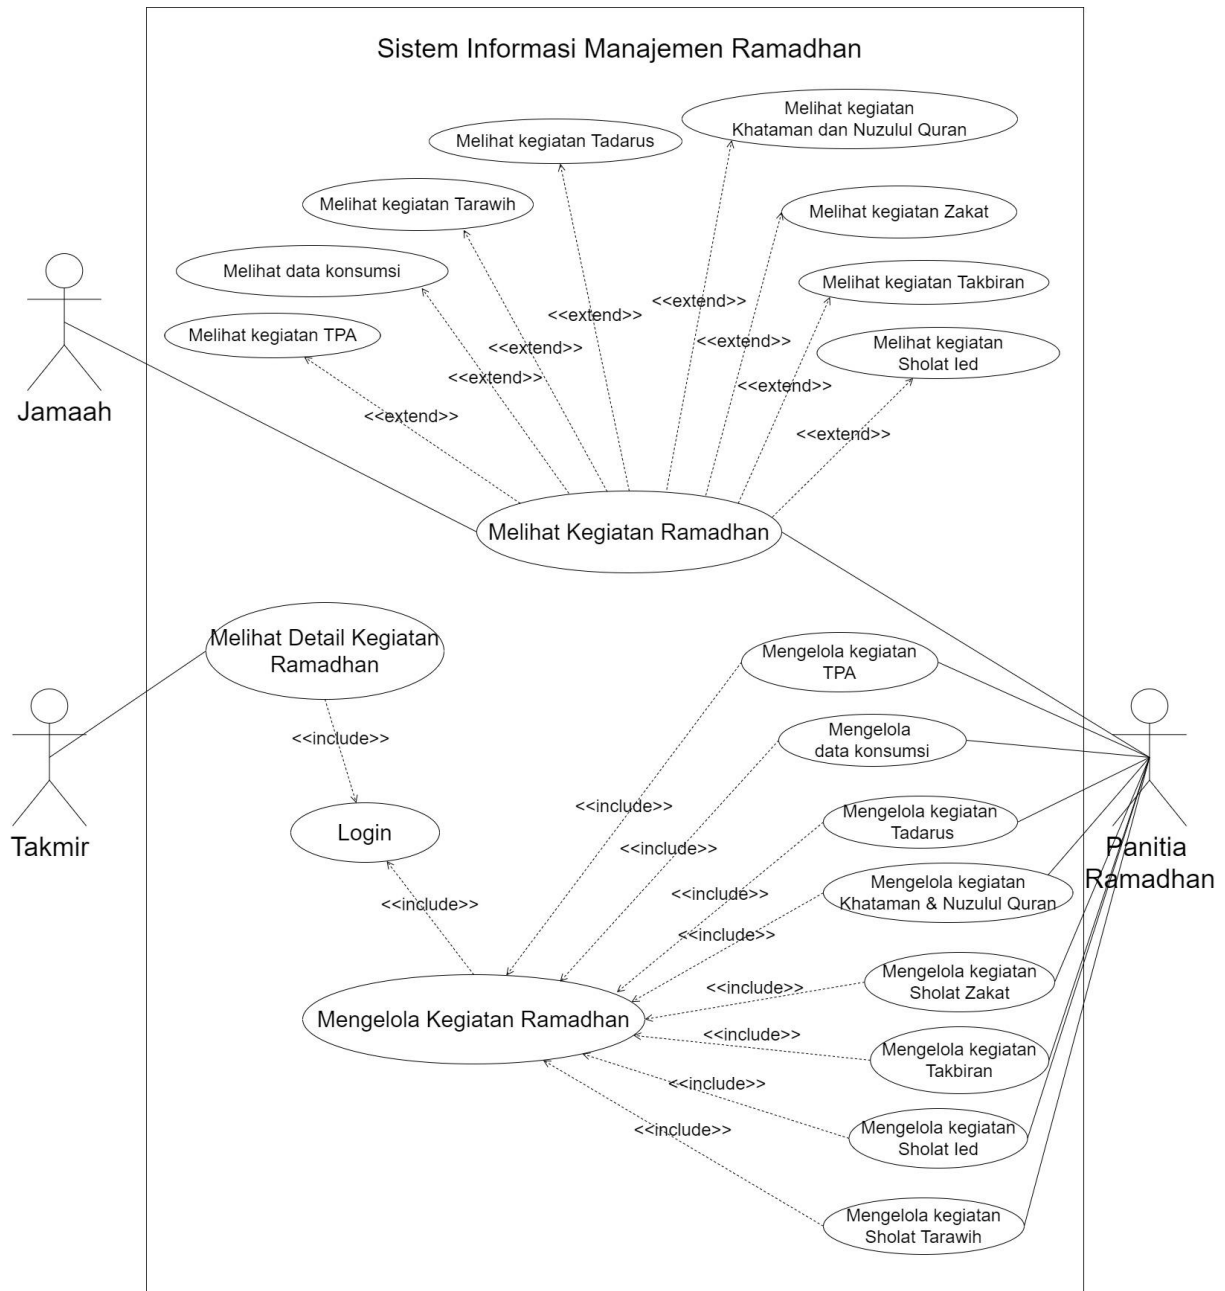 Sistem Informasi Manajemen Ramadhan
Melihat kegiatan
Khataman dan Nuzulul Quran
Melihat kegiatan Tadarus
Melihat kegiatan Tarawih
Melihat kegiatan Zakat
Melihat data konsumsi
Melihat kegiatan Takbiran
Melihat kegiatan TPA
Melihat kegiatan
Sholat Ied
<<extend>>
<<extend>>
<<extend>>
<<extend>>
<<extend>>
<<extend>>
<<extend>>
<<extend>>
Jamaah
Melihat Kegiatan Ramadhan
Melihat Detail Kegiatan
Ramadhan
Mengelola kegiatan
TPA
<<include>>
Mengelola
data konsumsi
<<include>>
Login
Mengelola kegiatan
Tadarus
Takmir
Panitia
Ramadhan
<<include>>
<<include>>
Mengelola kegiatan
Khataman & Nuzulul Quran
<<include>>
<<include>>
Mengelola kegiatan
Sholat Zakat
<<include>>
Mengelola Kegiatan Ramadhan
<<include>>
Mengelola kegiatan
Takbiran
<<include>>
Mengelola kegiatan
Sholat Ied
<<include>>
Mengelola kegiatan
Sholat Tarawih